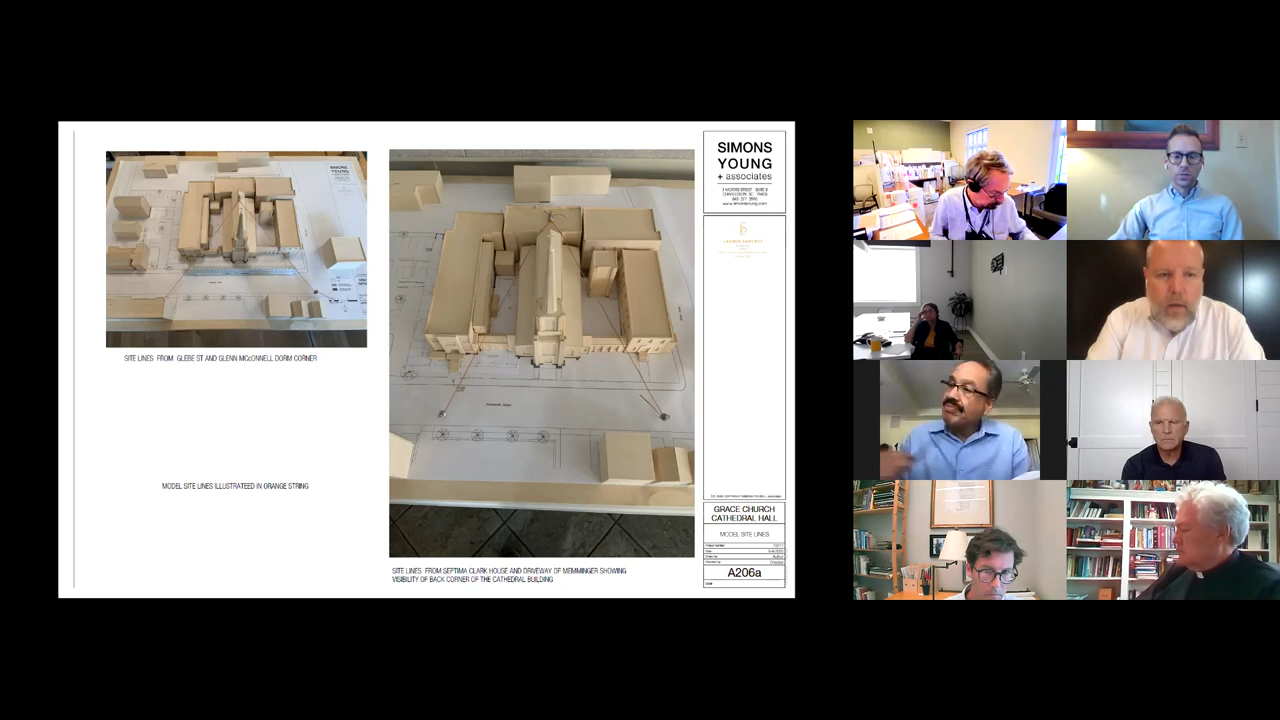 SITE LINES FROM GLEBE ST AND GLENN MCCONNELL DORM CORNER
MODEL SITE LINES ILLUSTRATEED IN ORANGE STRING
SITE LINES FROM SEPTIMA CLARK HOUSE AND DRIVEWAY OF MEMMINGER SHOWING
VISIBILITY OF BACK CORNER OF THE CATHEDRAL BUILDING
SIMONS
YOUNG
+ associates
GRACE CHURCH
CATHEDRAL HALL
MODEL SITE LINES
A206a